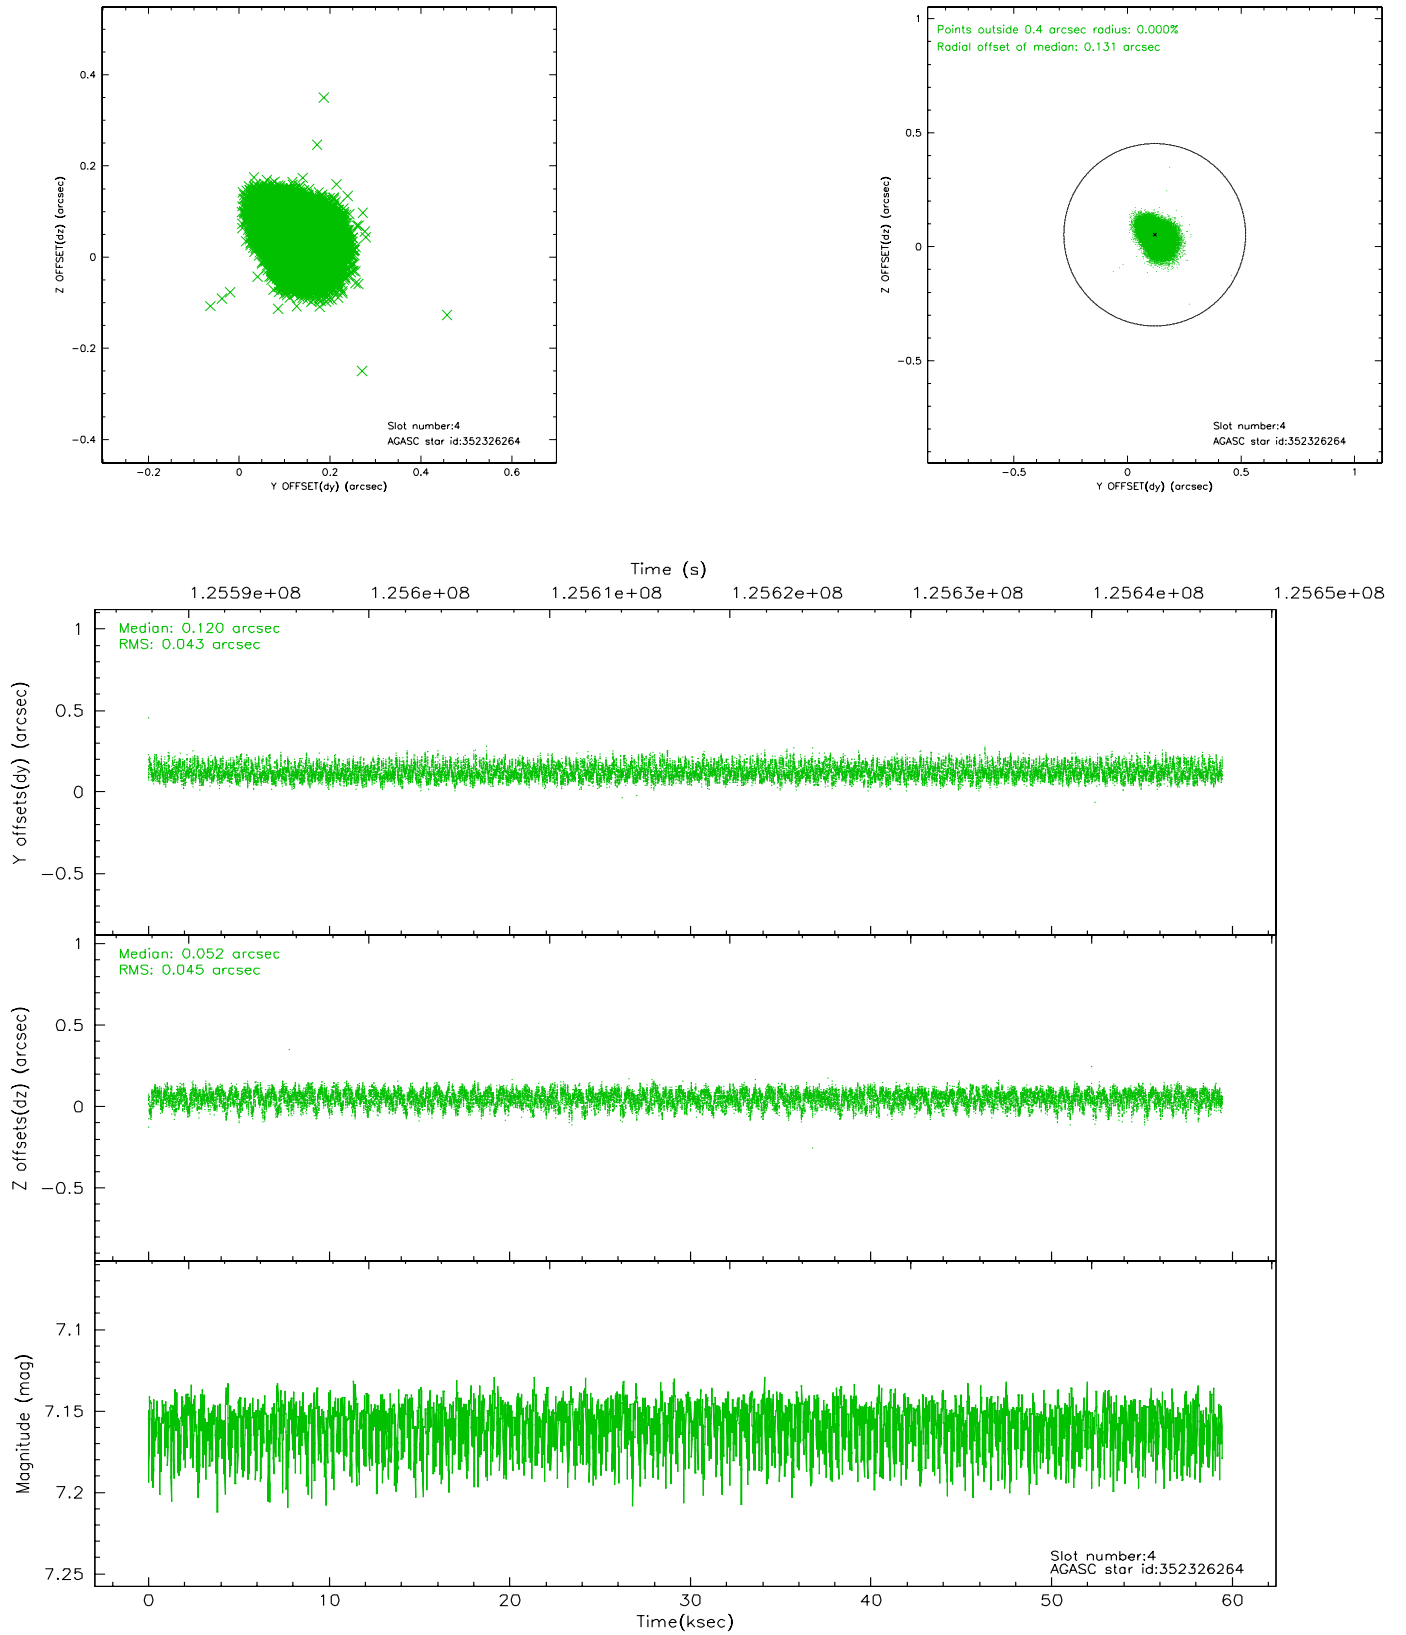 0.4
0.2
0
−0.2
−0.4
Z OFFSET(dz) (arcsec)
Slot number:4
AGASC star id:352326264
−0.2 0 0.2 0.4 0.6
Y OFFSET(dy) (arcsec)
Points outside 0.4 arcsec radius: 0.000%
Radial offset of median: 0.131 arcsec
1
0.5
0
−0.5
Z OFFSET(dz) (arcsec)
Slot number:4
AGASC star id:352326264
−0.5 0 0.5 1
Y OFFSET(dy) (arcsec)
Time (s)
1.2559e+08 1.256e+08 1.2561e+08 1.2562e+08 1.2563e+08 1.2564e+08 1.2565e+08
Median: 0.120 arcsec
RMS: 0.043 arcsec
1
0.5
0
−0.5
Y offsets(dy) (arcsec)
Median: 0.052 arcsec
RMS: 0.045 arcsec
1
0.5
0
−0.5
Z offsets(dz) (arcsec)
7.1
7.15
7.2
7.25
Magnitude (mag)
Slot number:4
AGASC star id:352326264
0 10 20 30 40 50 60
Time(ksec)